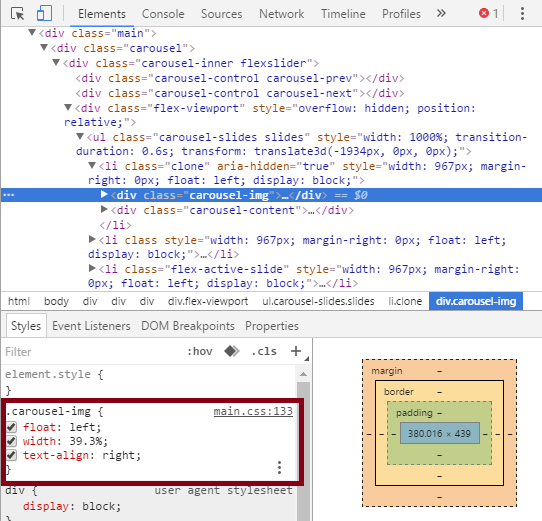 Elements Console Sources Network Timeline Profiles » 1
▼<div class="main">
▼<div class="carousel">
▼<div class="carousel-inner flexslider">
<div class="carousel-control carousel-prev"></div>
<div class="carousel-control carousel-next"></div>
▼<div class="flex-viewport" style="overflow: hidden; position:
relative;">
▼<ul class="carousel-slides slides" style="width: 1000%; transition-
duration: 0.6s; transform: translate3d(-1934px, 0px, 0px);">
▼<li class="clone" aria-hidden="true" style="width: 967px; margin-
right: 0px; float: left; display: block;">
… ▶<div class="carousel-img">…</div> == $0
▶<div class="carousel-content">…</div>
</li>
▶<li class style="width: 967px; margin-right: 0px; float: left;
display: block;">…</li>
▶<li class="flex-active-slide" style="width: 967px; margin-right:
0px; float: left; display: block;">…</li>
html body div div div div.flex-viewport ul.carousel-slides.slides li.clone div.carousel-img
Styles Event Listeners DOM Breakpoints Properties
Filter :hov .cls +
element.style {
}
.carousel-img { main.css:133
float: left;
width: 39.3%;
text-align: right;
}
div { user agent stylesheet
display: block;
margin –
border –
padding –
– – – 380.016 × 439 – – –
–
–
–